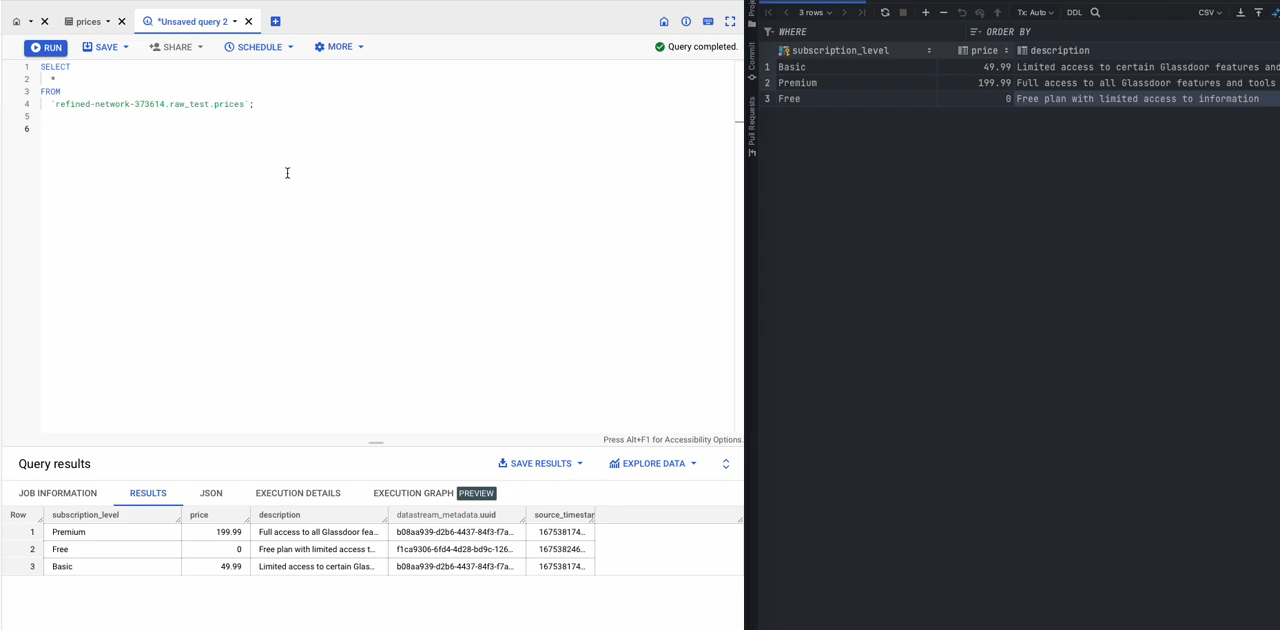 prices
*Unsaved query 2
RUN
SAVE
SHARE
SCHEDULE
MORE
Query completed.
1 SELECT
2 *
3 FROM
4 `refined-network-373614.raw_test.prices`;
5
6
Press Alt+F1 for Accessibility Options.
Query results
SAVE RESULTS
EXPLORE DATA
JOB INFORMATION RESULTS JSON EXECUTION DETAILS EXECUTION GRAPH PREVIEW
Row subscription_level price description datastream_metadata.uuid source_timestar
1 Premium 199.99 Full access to all Glassdoor fea... b08aa939-d2b6-4437-84f3-f7a... 167538174...
2 Free 0 Free plan with limited access t... f1ca9306-6fd4-4d28-bd9c-126... 167538246...
3 Basic 49.99 Limited access to certain Glas... b08aa939-d2b6-4437-84f3-f7a... 167538174...
Proje
Commit
Pull Requests
3 rows
Tx: Auto
DDL
CSV
WHERE
ORDER BY
subscription_level price description
1 Basic 49.99 Limited access to certain Glassdoor features and
2 Premium 199.99 Full access to all Glassdoor features and tools
3 Free 0 Free plan with limited access to information